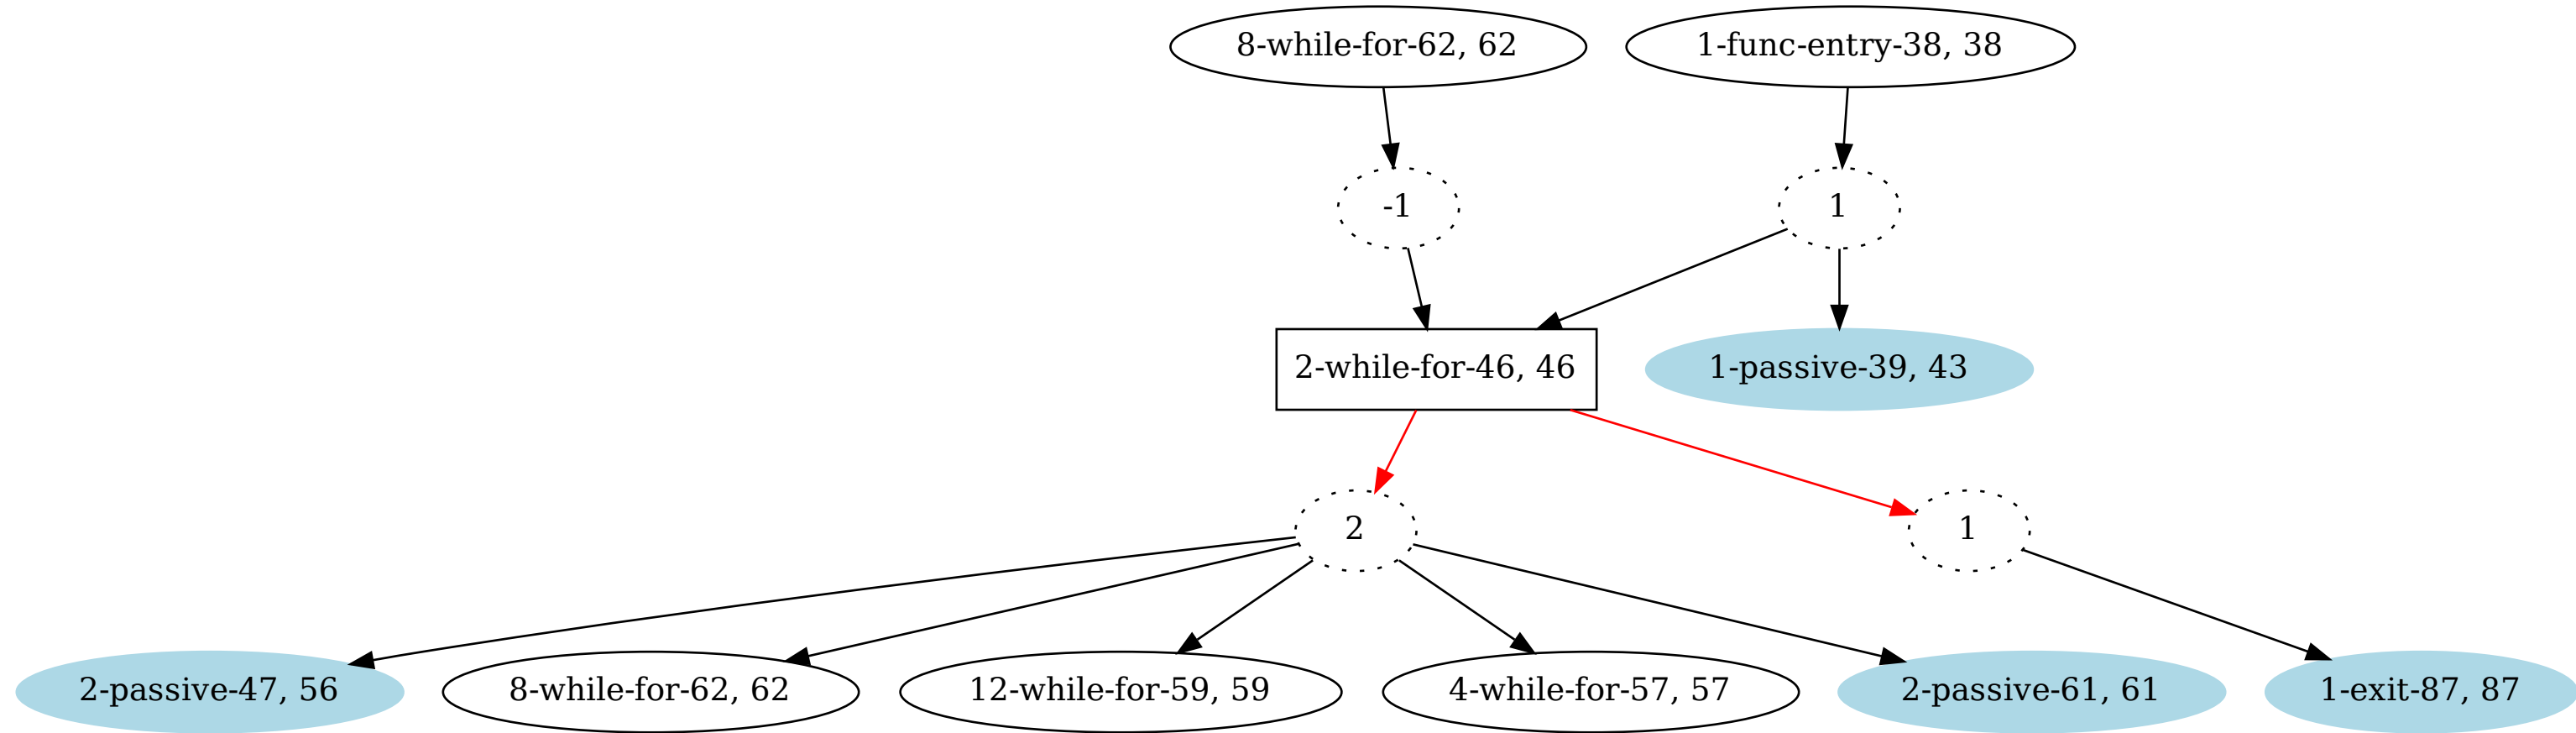 8-while-for-62, 62
1-func-entry-38, 38
-1
1
2-while-for-46, 46
1-passive-39, 43
2
1
2-passive-47, 56
8-while-for-62, 62
12-while-for-59, 59
4-while-for-57, 57
2-passive-61, 61
1-exit-87, 87